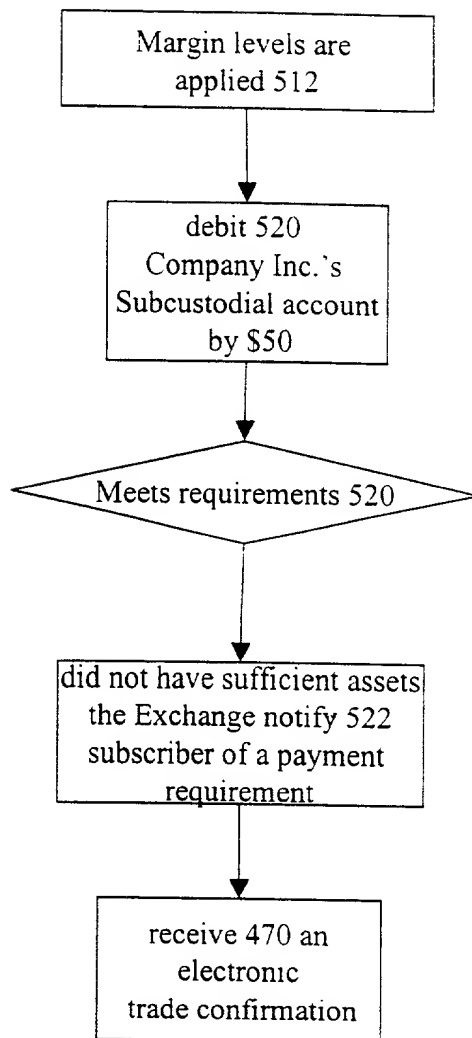 Margin levels are
applied 512
debit 520
Company Inc.'s
Subcustodial account
by $50
Meets requirements 520
did not have sufficient assets
the Exchange notify 522
subscriber of a payment
requirement
receive 470 an
electronic
trade confirmation